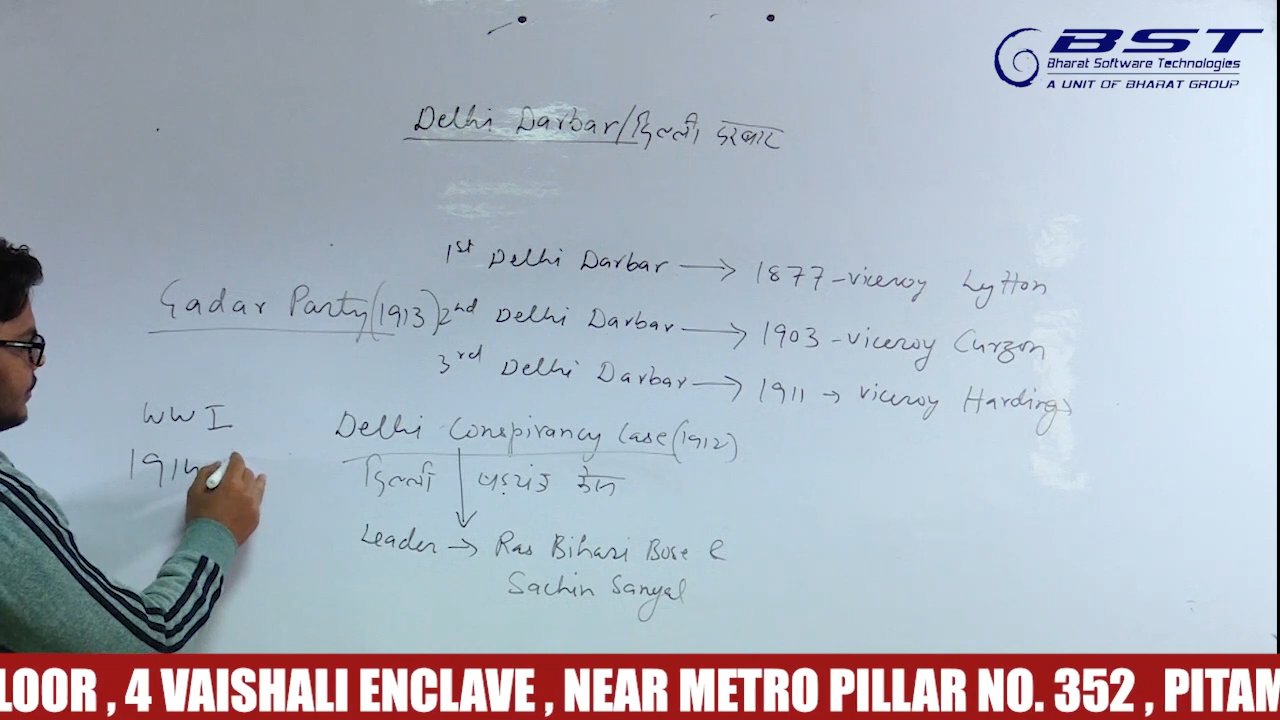 BST
Bharat Software Technologies
A UNIT OF BHARAT GROUP
Delhi Darbar/दिल्ली दरबार
1st Delhi Darbar → 1877 - viceroy Lytton
Gadar Party (1913)
2nd Delhi Darbar → 1903 - viceroy Curzon
3rd Delhi Darbar → 1911 → viceroy Hardings
WW I
1914
Delhi Conspirancy Case (1912)
दिल्ली षड्यंत्र केस
Leader → Ras Bihari Bose &
Sachin Sanyal
LOOR , 4 VAISHALI ENCLAVE , NEAR METRO PILLAR NO. 352 , PITAM